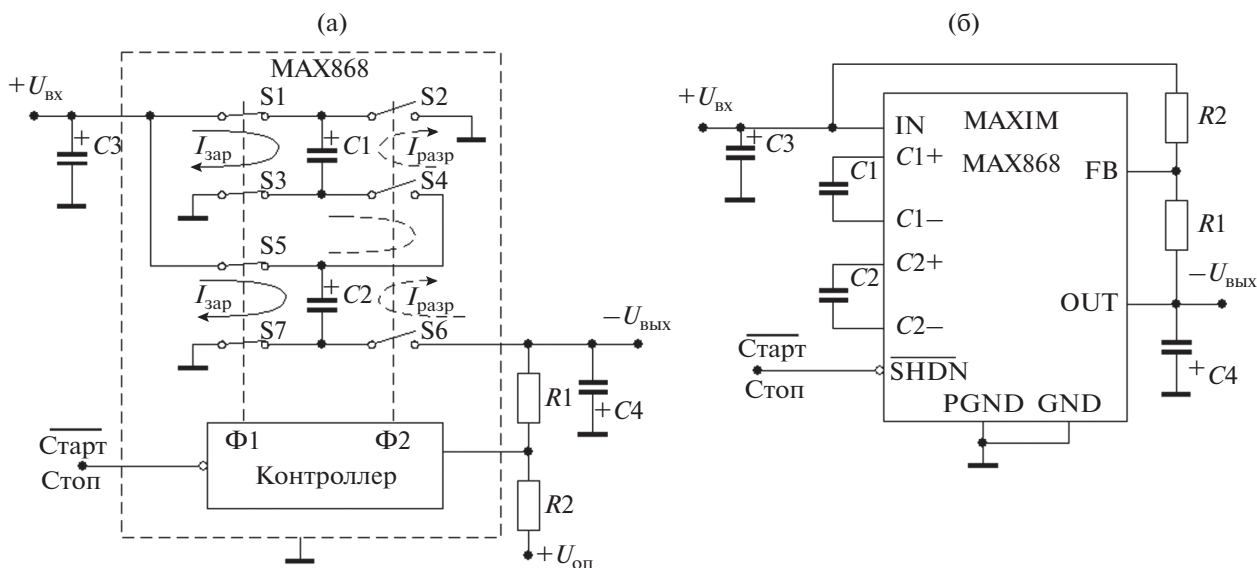 (а)
MAX868
+Uвх
S1
S2
+
C3
Iзар
+
C1
Iразр
S3
S4
S5
Iзар
+
C2
Iразр
S7
S6
−Uвых
R1
+
C4
Φ1
Φ2
Старт
Стоп
Контроллер
R2
+Uоп
(б)
+Uвх
+
C3
IN
MAXIM
MAX868
R2
C1
C1+
FB
C1−
R1
C2
C2+
−Uвых
OUT
C2−
Старт
Стоп
SHDN
+
C4
PGND
GND